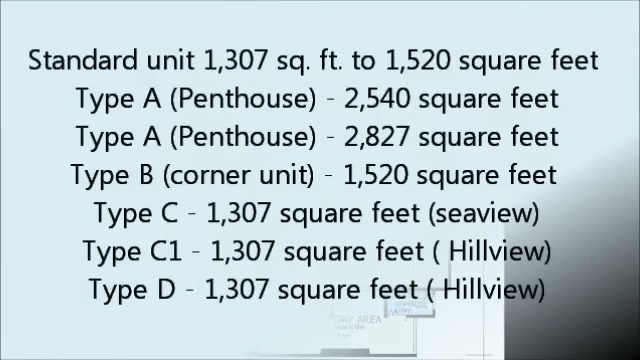 Standard unit 1,307 sq. ft. to 1,520 square feet
Type A (Penthouse) - 2,540 square feet
Type A (Penthouse) - 2,827 square feet
Type B (corner unit) - 1,520 square feet
Type C - 1,307 square feet (seaview)
Type C1 - 1,307 square feet ( Hillview)
Type D - 1,307 square feet ( Hillview)
AREA